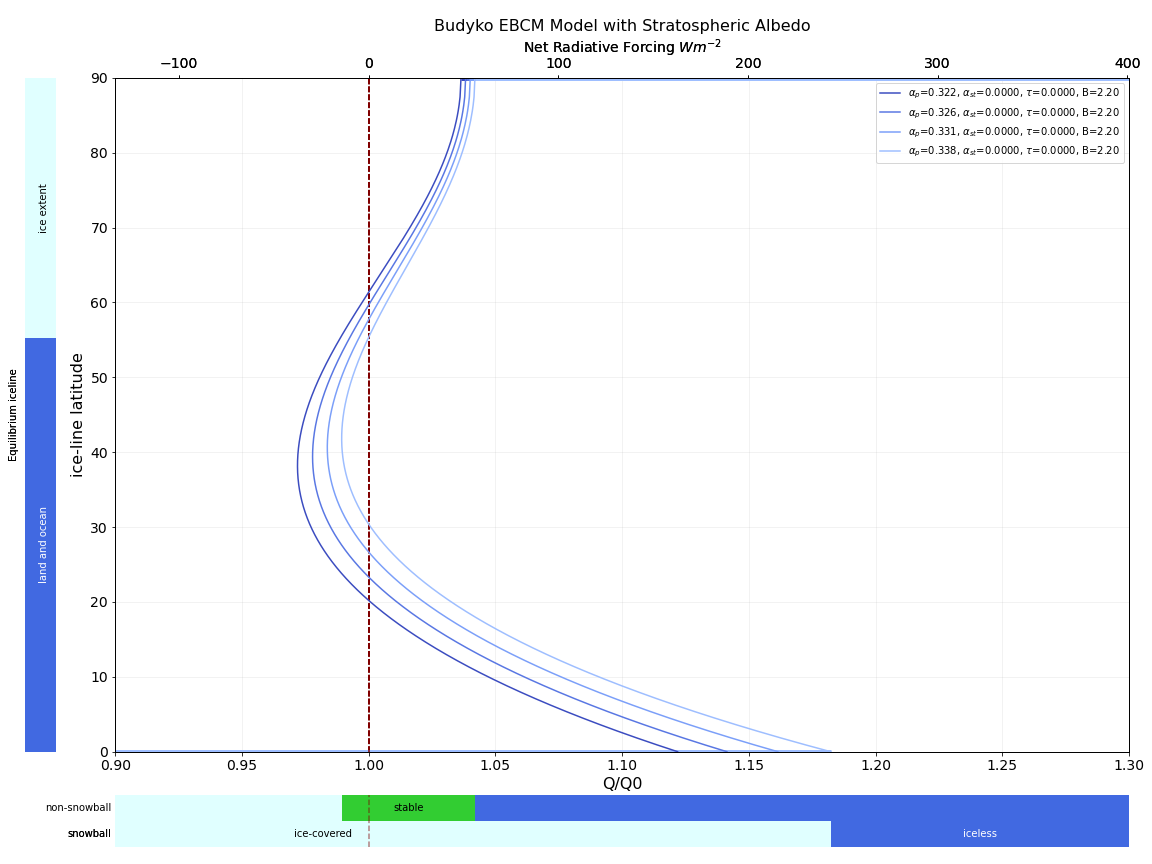 Budyko EBCM Model with Stratospheric Albedo
Net Radiative Forcing Wm⁻²
−100 0 100 200 300 400
αp=0.322, αst=0.0000, τ=0.0000, B=2.20
αp=0.326, αst=0.0000, τ=0.0000, B=2.20
αp=0.331, αst=0.0000, τ=0.0000, B=2.20
αp=0.338, αst=0.0000, τ=0.0000, B=2.20
Equilibrium iceline
ice extent
land and ocean
ice-line latitude
90
80
70
60
50
40
30
20
10
0
0.90 0.95 1.00 1.05 1.10 1.15 1.20 1.25 1.30
Q/Q0
non-snowball stable
snowball ice-covered iceless